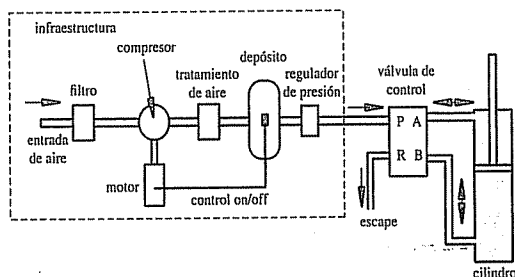 infraestructura
compresor
filtro
tratamiento
de aire
depósito
regulador
de presión
válvula de
control
entrada
de aire
motor
control on/off
P A
R B
escape
cilindro